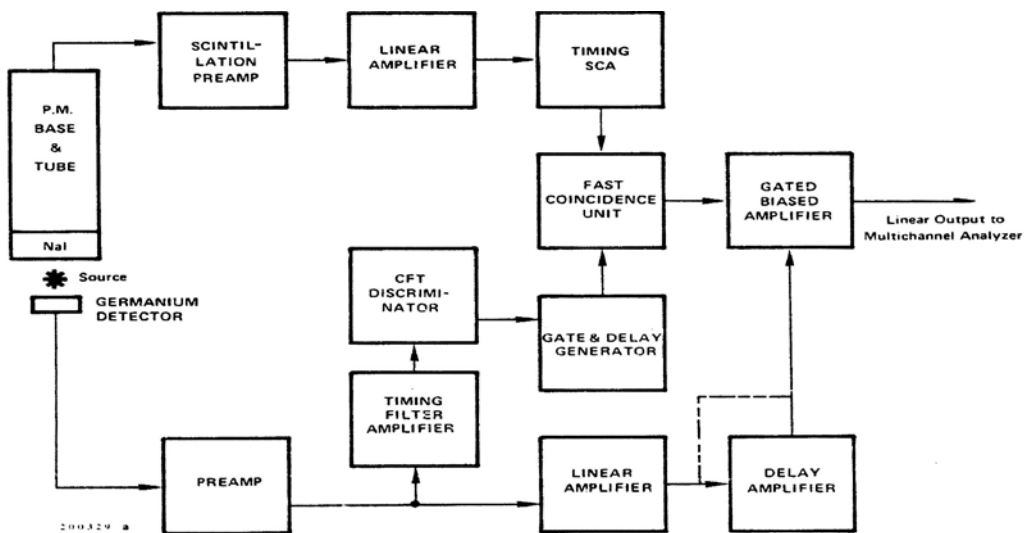 SCINTIL-
LATION
PREAMP
LINEAR
AMPLIFIER
TIMING
SCA
P.M.
BASE
&
TUBE
NaI
FAST
COINCIDENCE
UNIT
GATED
BIASED
AMPLIFIER
Linear Output to
Multichannel Analyzer
Source
GERMANIUM
DETECTOR
CFT
DISCRIMI-
NATOR
GATE & DELAY
GENERATOR
TIMING
FILTER
AMPLIFIER
PREAMP
LINEAR
AMPLIFIER
DELAY
AMPLIFIER
200329 a